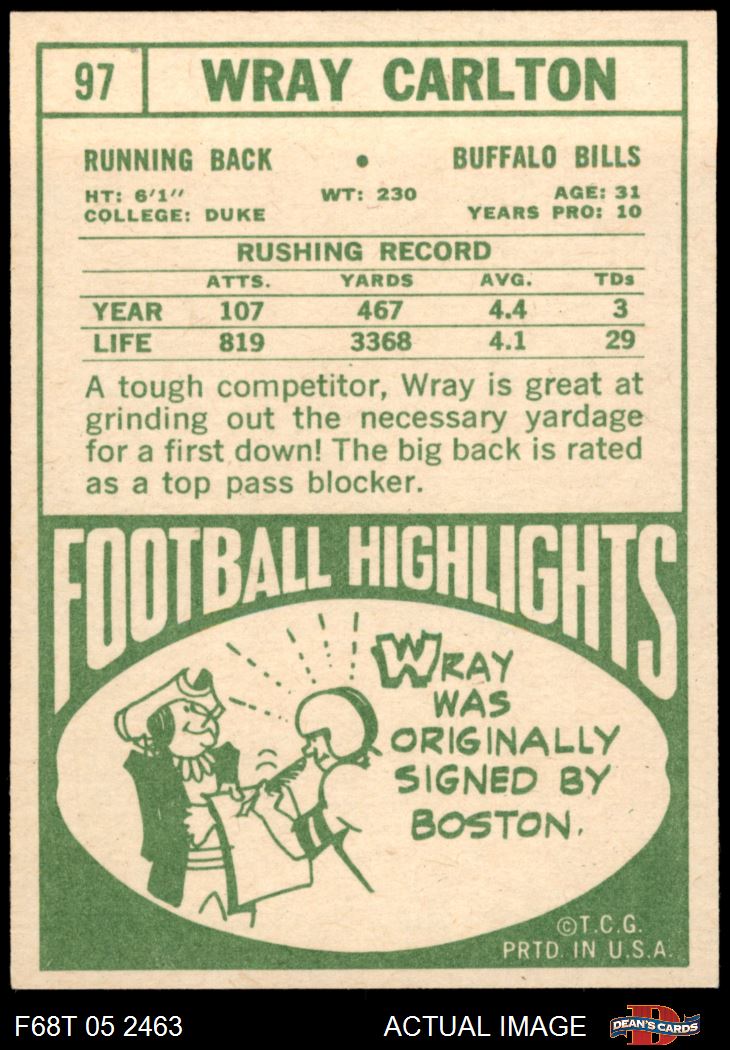 97 WRAY CARLTON
RUNNING BACK • BUFFALO BILLS
HT: 6'1" WT: 230 AGE: 31
COLLEGE: DUKE YEARS PRO: 10
RUSHING RECORD
ATTS. YARDS AVG. TDs
YEAR 107 467 4.4 3
LIFE 819 3368 4.1 29
A tough competitor, Wray is great at
grinding out the necessary yardage
for a first down! The big back is rated
as a top pass blocker.
FOOTBALL HIGHLIGHTS
WRAY
WAS
ORIGINALLY
SIGNED BY
BOSTON.
©T.C.G.
PRTD. IN U.S.A.
F68T 05 2463 ACTUAL IMAGE D DEAN'S CARDS